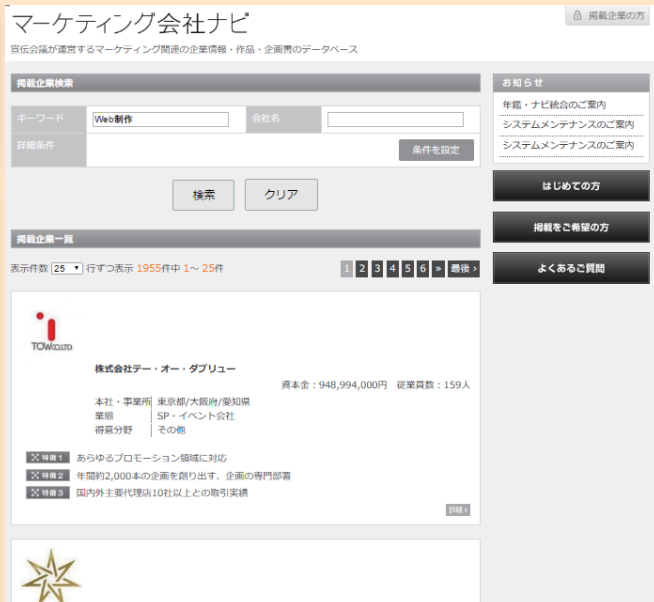 マーケティング会社ナビ
掲載企業の方
宣伝会議が運営するマーケティング関連の企業情報・作品・企画書のデータベース
掲載企業検索
キーワード Web制作 会社名
詳細条件 条件を設定
検索 クリア
掲載企業一覧
表示件数 25 行ずつ表示 1955件中 1～ 25件 1 2 3 4 5 6 » 最後 ›
TOW CO.,LTD
株式会社テー・オー・ダブリュー
資本金：948,994,000円 従業員数：159人
本社・事業所 東京都/大阪府/愛知県
業態 SP・イベント会社
得意分野 その他
特徴1 あらゆるプロモーション領域に対応
特徴2 年間約2,000本の企画を創り出す、企画の専門部署
特徴3 国内外主要代理店10社以上との取引実績
詳細 ›
お知らせ
年鑑・ナビ統合のご案内
システムメンテナンスのご案内
システムメンテナンスのご案内
はじめての方
掲載をご希望の方
よくあるご質問